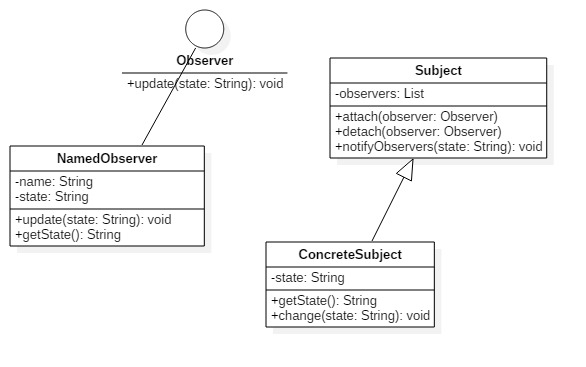 Observer
+update(state: String): void
Subject
-observers: List
+attach(observer: Observer)
+detach(observer: Observer)
+notifyObservers(state: String): void
NamedObserver
-name: String
-state: String
+update(state: String): void
+getState(): String
ConcreteSubject
-state: String
+getState(): String
+change(state: String): void